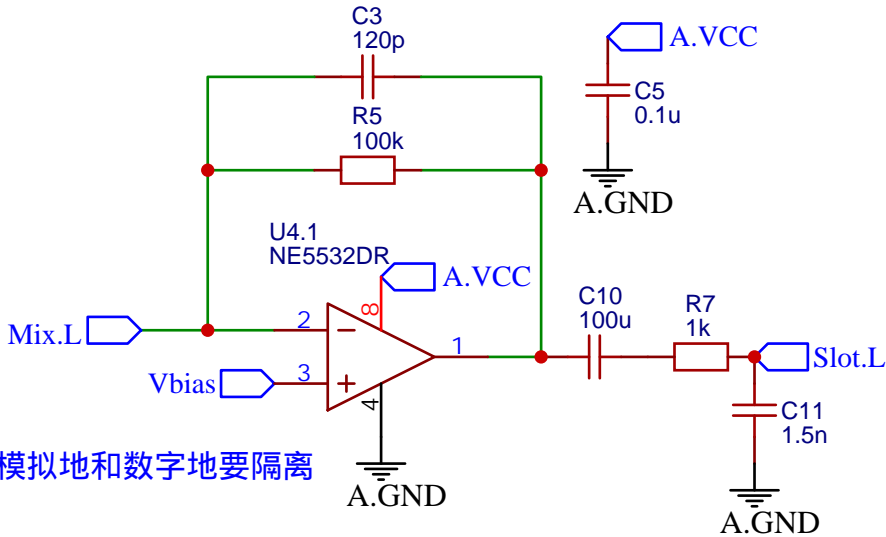 C3
120p
A.VCC
C5
0.1u
R5
100k
A.GND
U4.1
NE5532DR
A.VCC
8
C10
100u
R7
1k
Mix.L
2
1
Slot.L
Vbias
3
4
C11
1.5n
模拟地和数字地要隔离
A.GND
A.GND